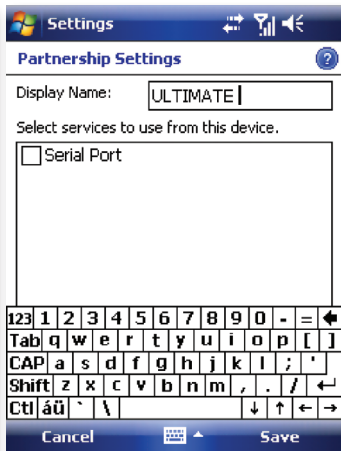 Settings
Partnership Settings ?
Display Name: ULTIMATE
Select services to use from this device.
Serial Port
123 1 2 3 4 5 6 7 8 9 0 - = 🡄
Tab q w e r t y u i o p [ ]
CAP a s d f g h j k l ; '
Shift z x c v b n m , . / ↵
Ctl áü ` \ ↓ ↑ ← →
Cancel Save